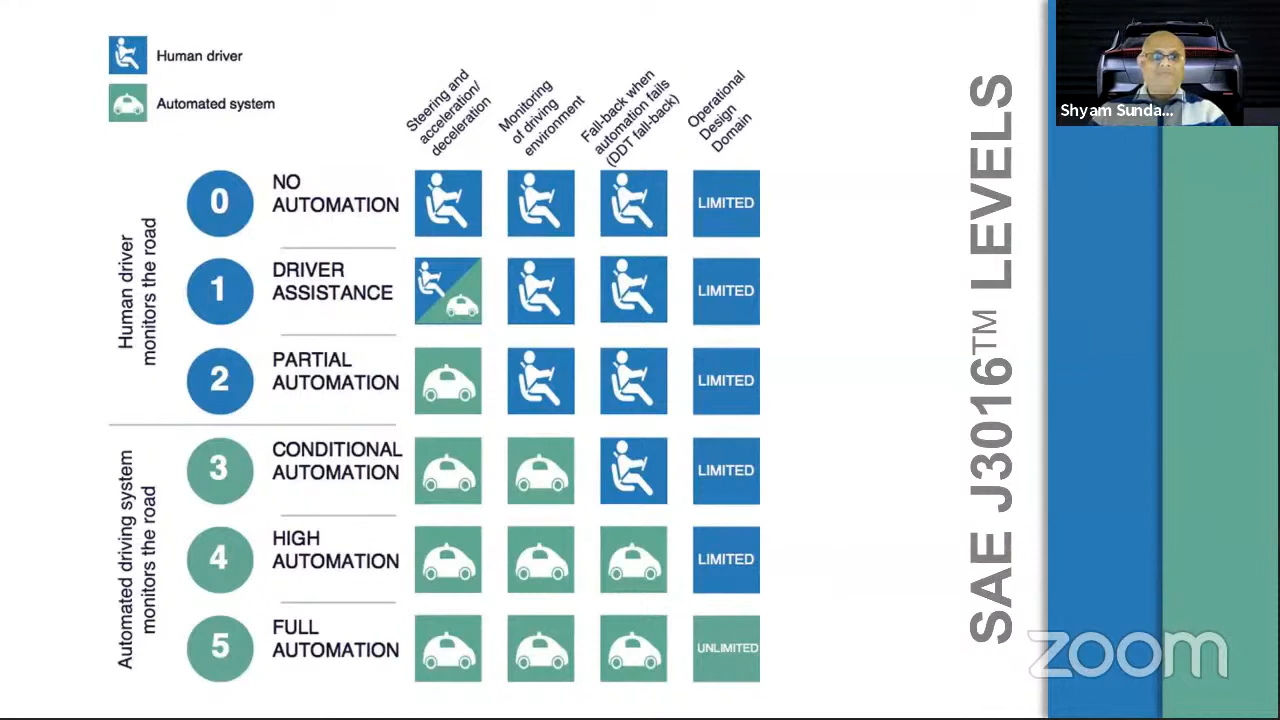 Human driver
Automated system
Steering and
acceleration/
deceleration
Monitoring
of driving
environment
Fall-back when
automation fails
(DDT fall-back)
Operational
Design
Domain
Human driver
monitors the road
0
NO
AUTOMATION
LIMITED
1
DRIVER
ASSISTANCE
LIMITED
2
PARTIAL
AUTOMATION
LIMITED
Automated driving system
monitors the road
3
CONDITIONAL
AUTOMATION
LIMITED
4
HIGH
AUTOMATION
LIMITED
5
FULL
AUTOMATION
UNLIMITED
SAE J3016™ LEVELS
Shyam Sunda...
zoom